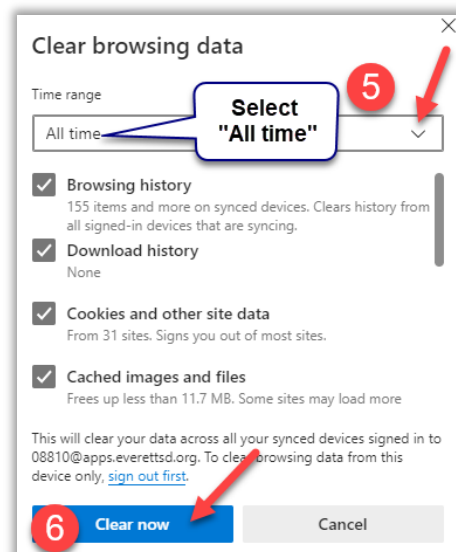 Clear browsing data
Time range
5
Select
"All time"
All time
Browsing history
155 items and more on synced devices. Clears history from
all signed-in devices that are syncing.
Download history
None
Cookies and other site data
From 31 sites. Signs you out of most sites.
Cached images and files
Frees up less than 11.7 MB. Some sites may load more
This will clear your data across all your synced devices signed in to
08810@apps.everettsd.org. To clear browsing data from this
device only, sign out first.
6
Clear now
Cancel